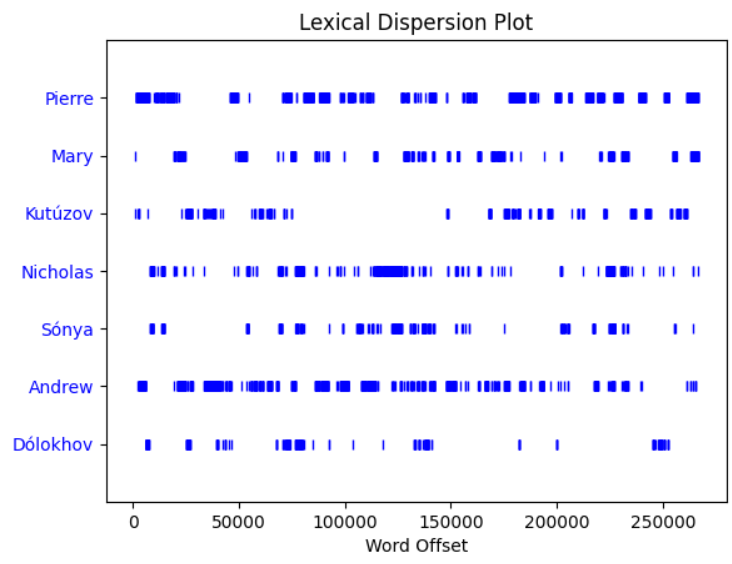 Lexical Dispersion Plot
Pierre
Mary
Kutúzov
Nicholas
Sónya
Andrew
Dólokhov
0 50000 100000 150000 200000 250000
Word Offset